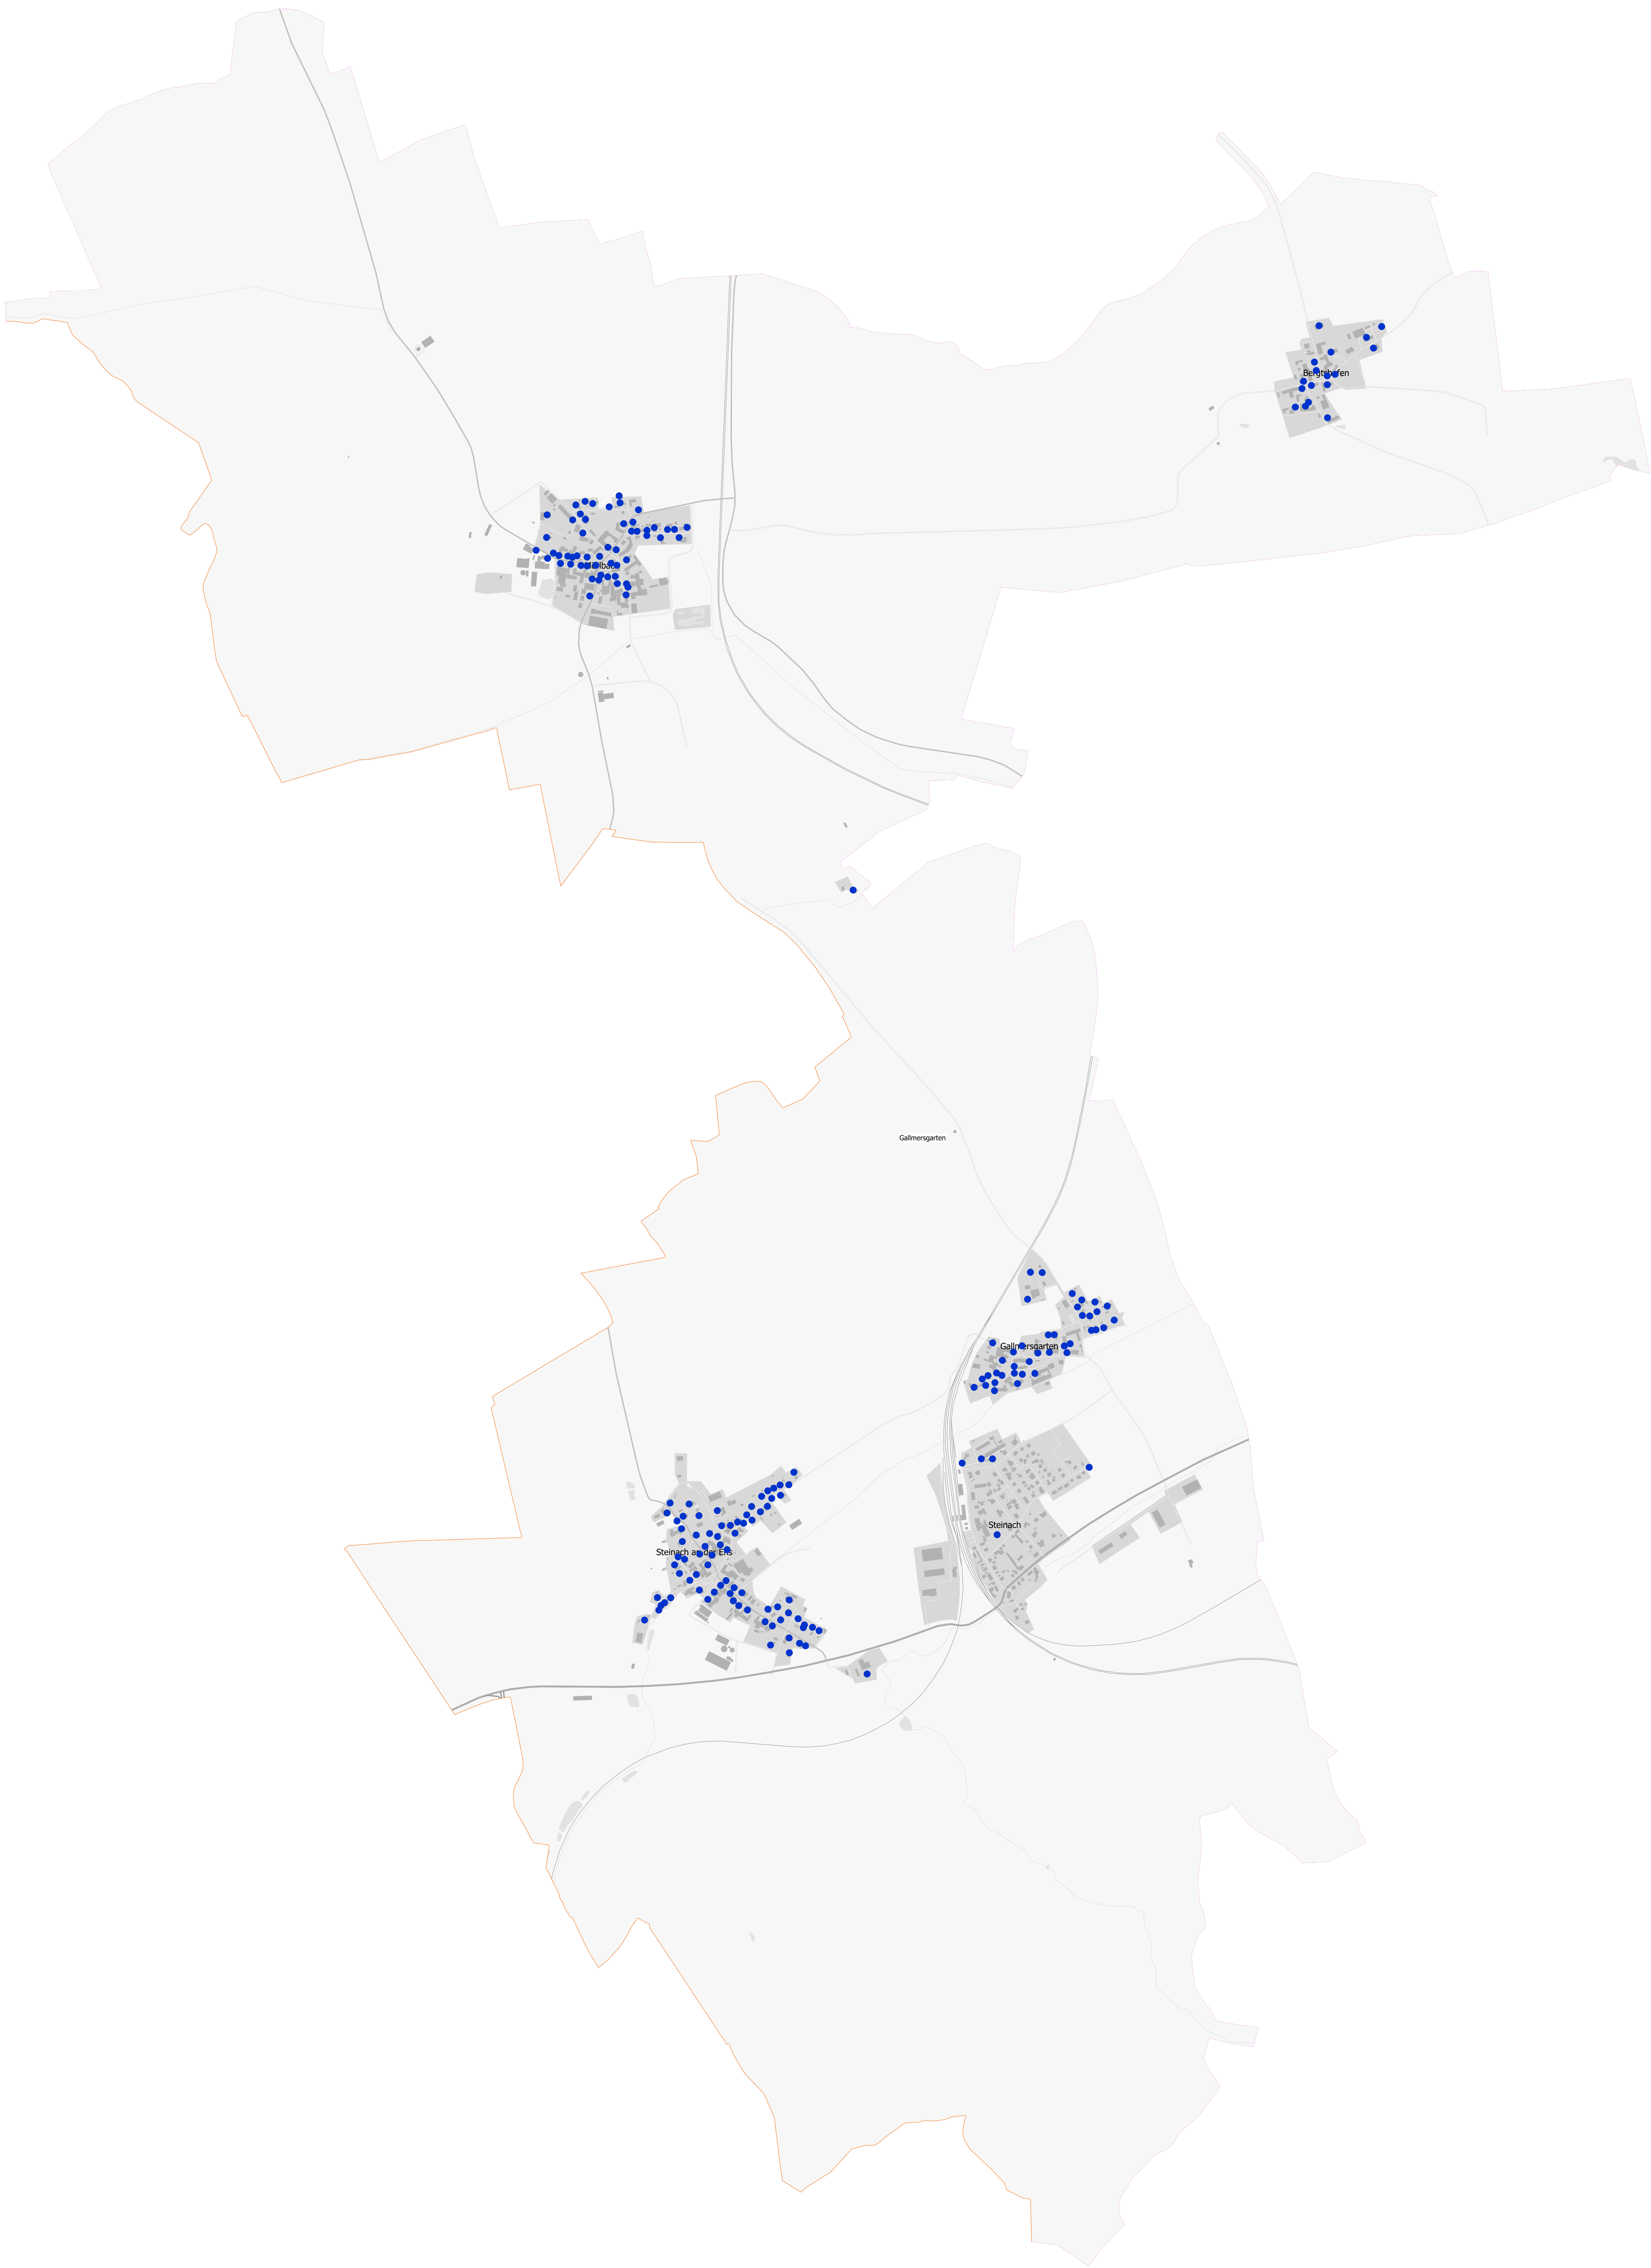 Bergtshofen
Gallmersgarten
Gallmersgarten
Steinach
Steinach an der Ens